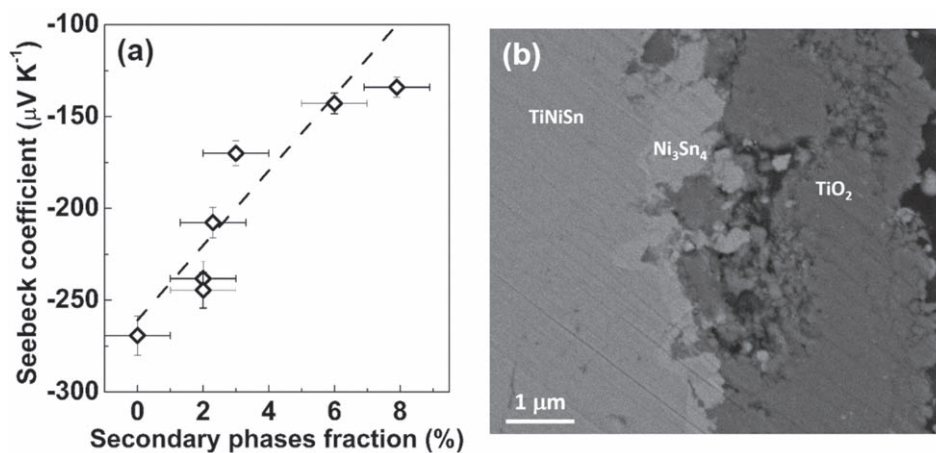 (a)
Seebeck coefficient (μV K⁻¹)
-100
-150
-200
-250
-300
0 2 4 6 8
Secondary phases fraction (%)
(b)
TiNiSn
Ni₃Sn₄
TiO₂
1 μm